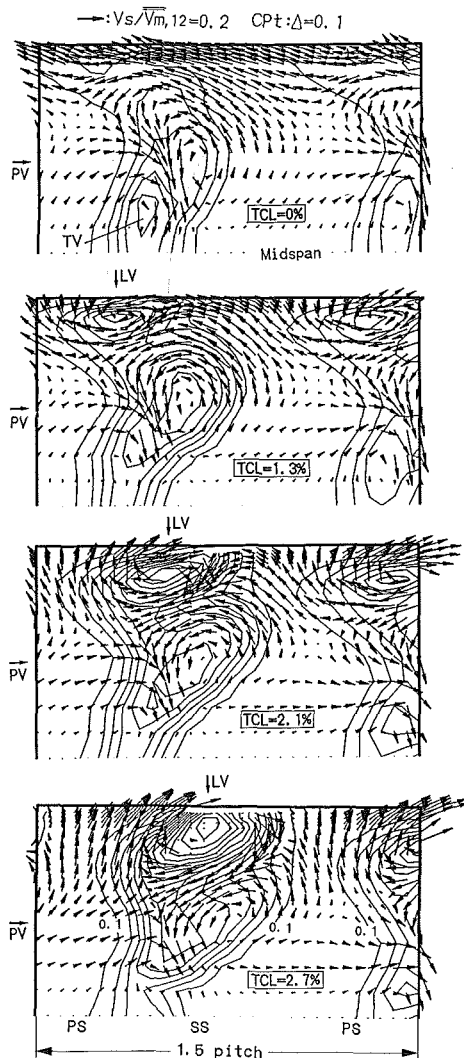 →:Vs/V̅m̅,12=0.2 CPt:Δ=0.1
PV
TV
TCL=0%
Midspan
↓LV
PV
TCL=1.3%
↓LV
PV
TCL=2.1%
↓LV
0.1
0.1
0.1
PV
TCL=2.7%
PS
SS
PS
1.5 pitch